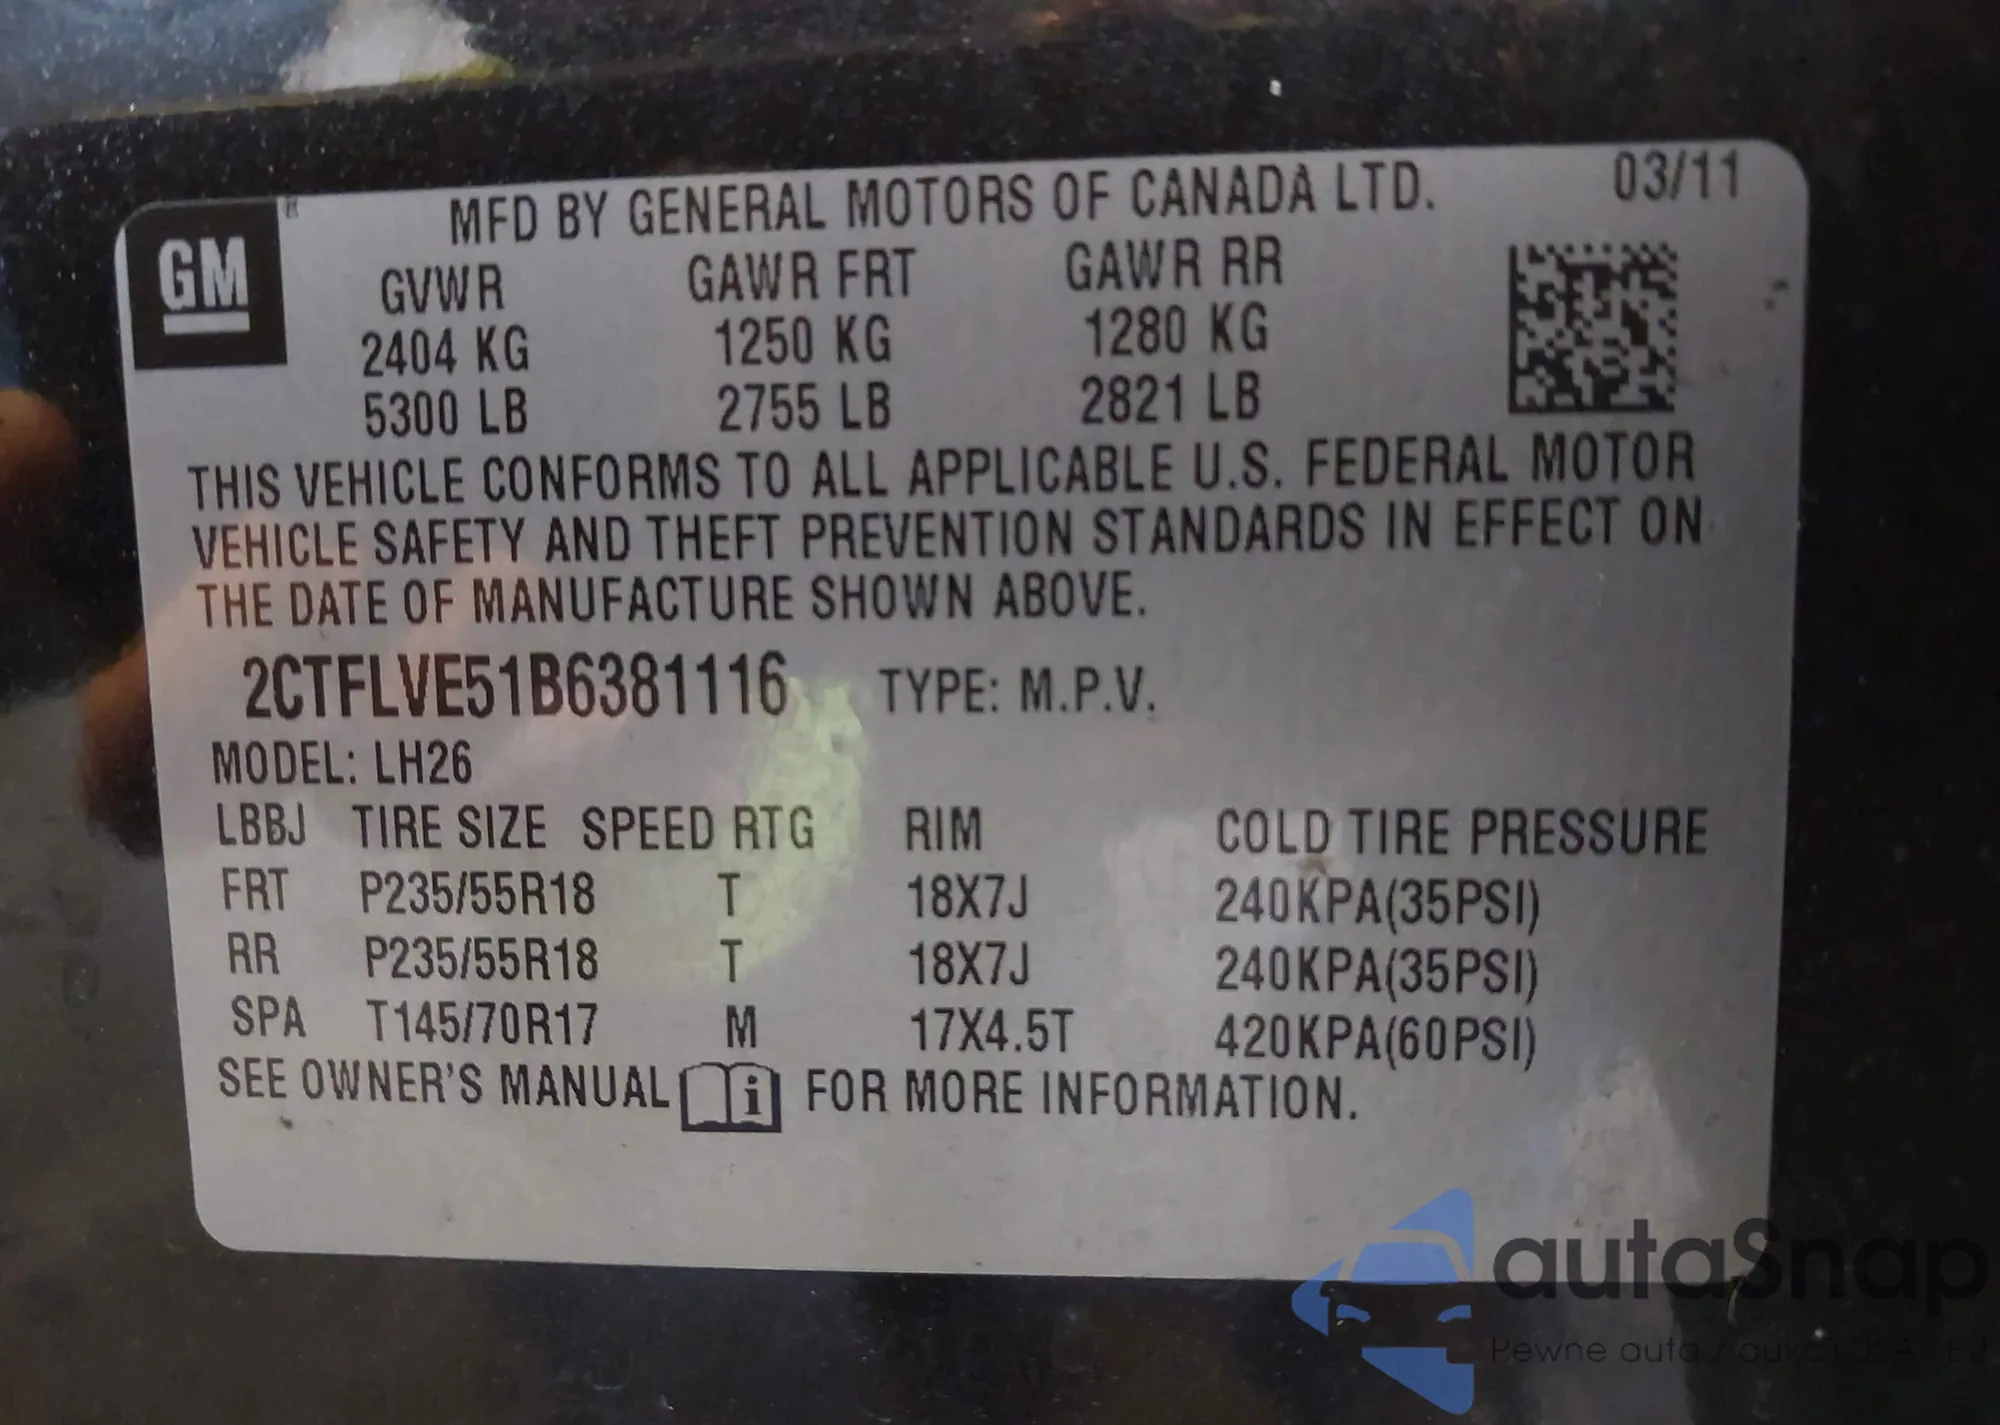 MFD BY GENERAL MOTORS OF CANADA LTD. 03/11
GM
GVWR GAWR FRT GAWR RR
2404 KG 1250 KG 1280 KG
5300 LB 2755 LB 2821 LB
THIS VEHICLE CONFORMS TO ALL APPLICABLE U.S. FEDERAL MOTOR
VEHICLE SAFETY AND THEFT PREVENTION STANDARDS IN EFFECT ON
THE DATE OF MANUFACTURE SHOWN ABOVE.
2CTFLVE51B6381116 TYPE: M.P.V.
MODEL: LH26
LBBJ TIRE SIZE SPEED RTG RIM COLD TIRE PRESSURE
FRT P235/55R18 T 18X7J 240KPA(35PSI)
RR P235/55R18 T 18X7J 240KPA(35PSI)
SPA T145/70R17 M 17X4.5T 420KPA(60PSI)
SEE OWNER'S MANUAL i FOR MORE INFORMATION.
autaSnap
Pewne auta z aukcji